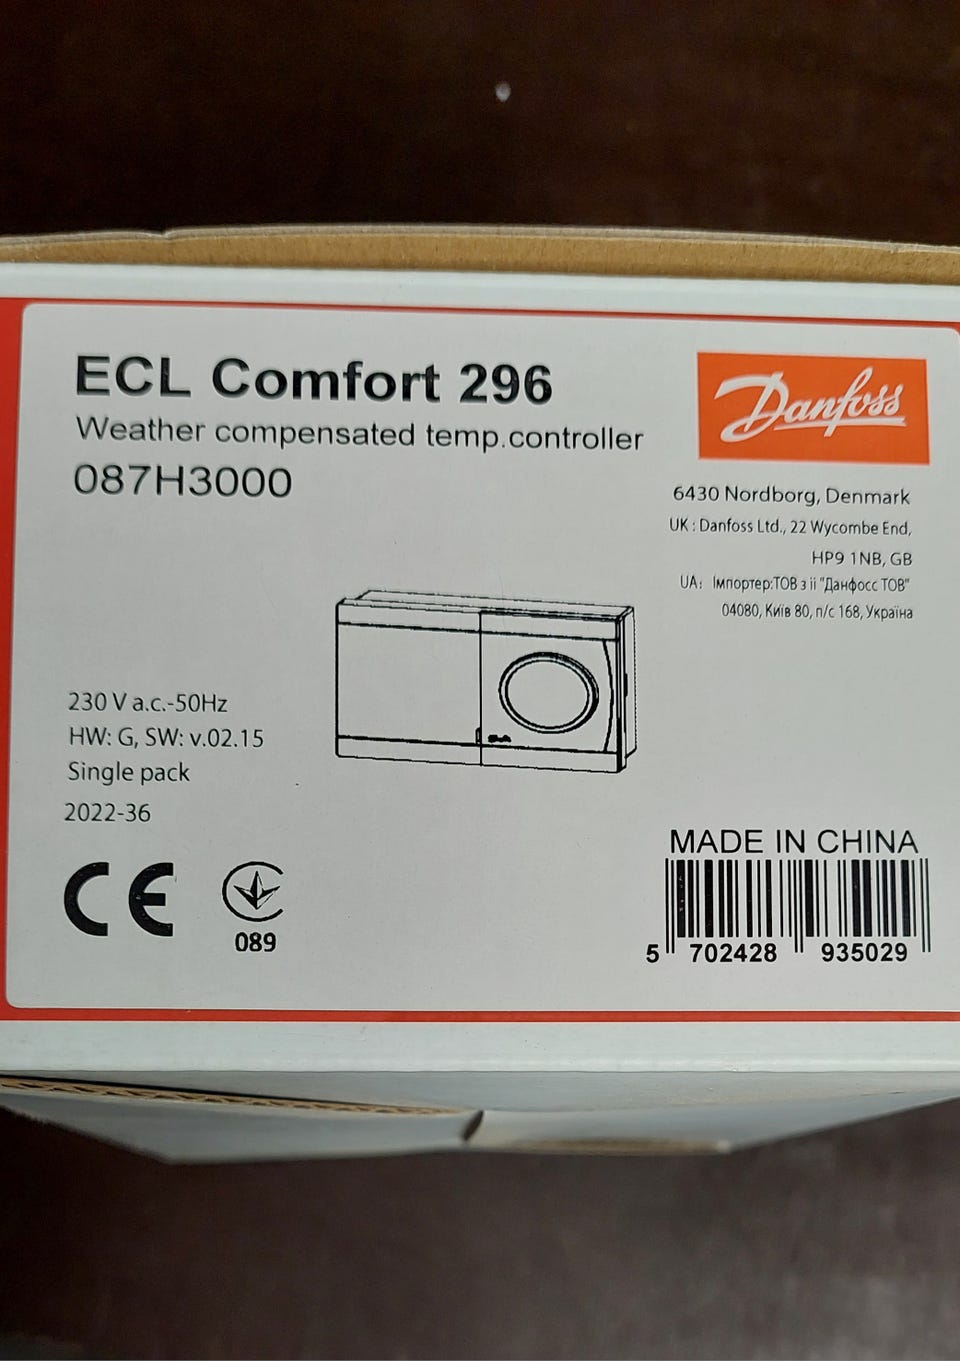 ECL Comfort 296
Weather compensated temp.controller
087H3000
Danfoss
6430 Nordborg, Denmark
UK : Danfoss Ltd., 22 Wycombe End,
HP9 1NB, GB
UA: Імпортер:ТОВ з іі "Данфосс ТОВ"
04080, Київ 80, п/с 168, Україна
230 V a.c.-50Hz
HW: G, SW: v.02.15
Single pack
2022-36
CE
089
MADE IN CHINA
5 702428 935029